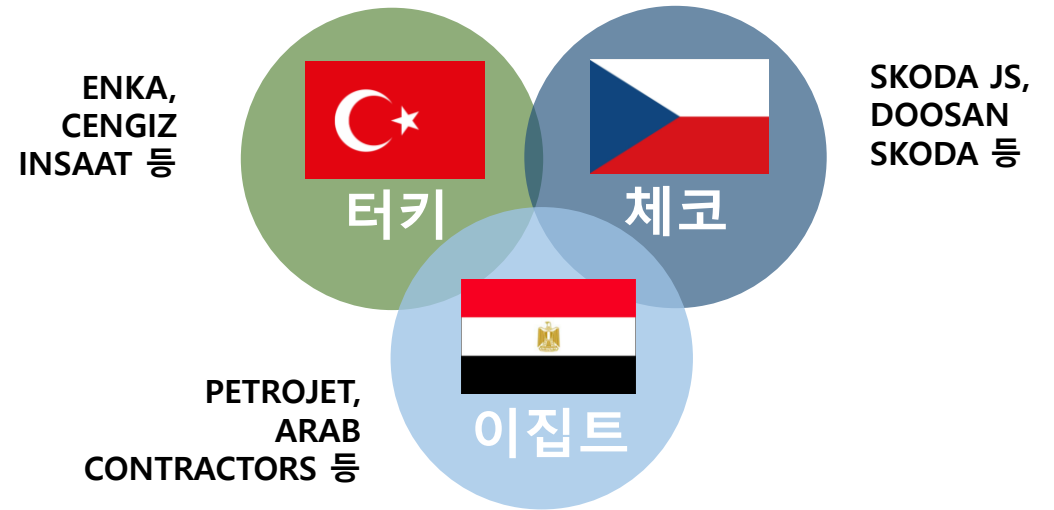 ENKA,
CENGIZ
INSAAT 등
터키
체코
SKODA JS,
DOOSAN
SKODA 등
PETROJET,
ARAB
CONTRACTORS 등
이집트